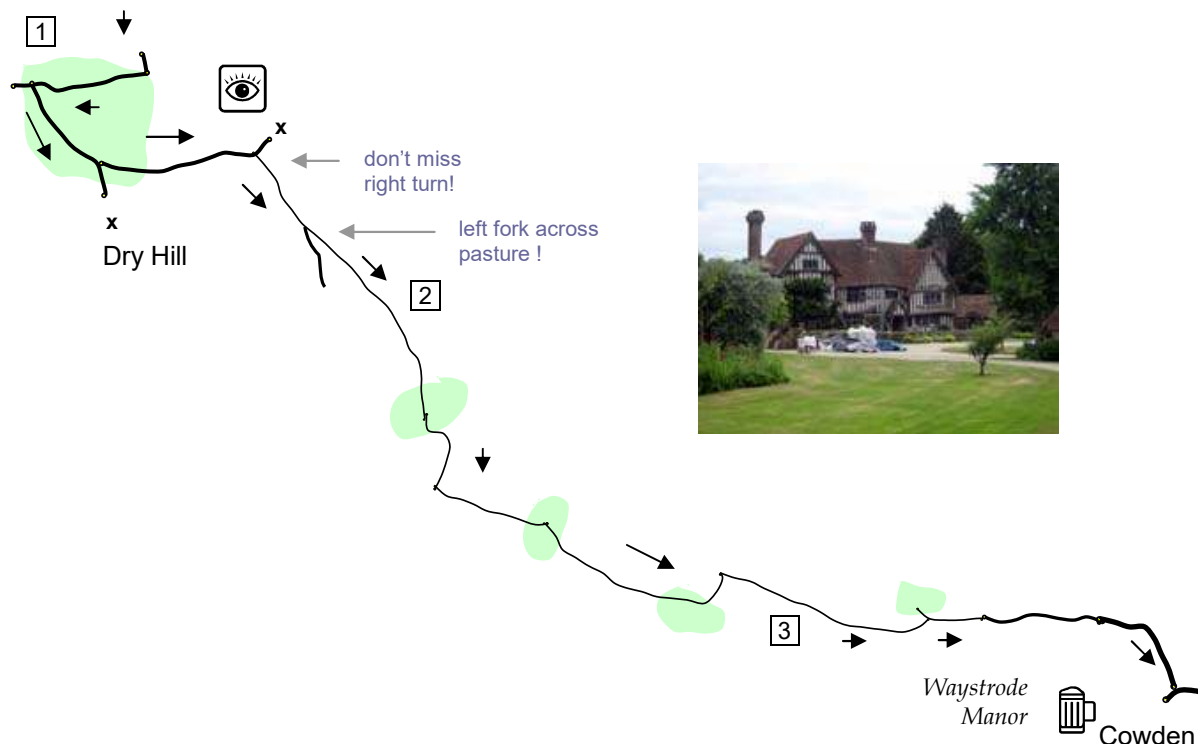 1
x
don't miss
right turn!
x
Dry Hill
left fork across
pasture !
2
3
Waystrode
Manor
Cowden